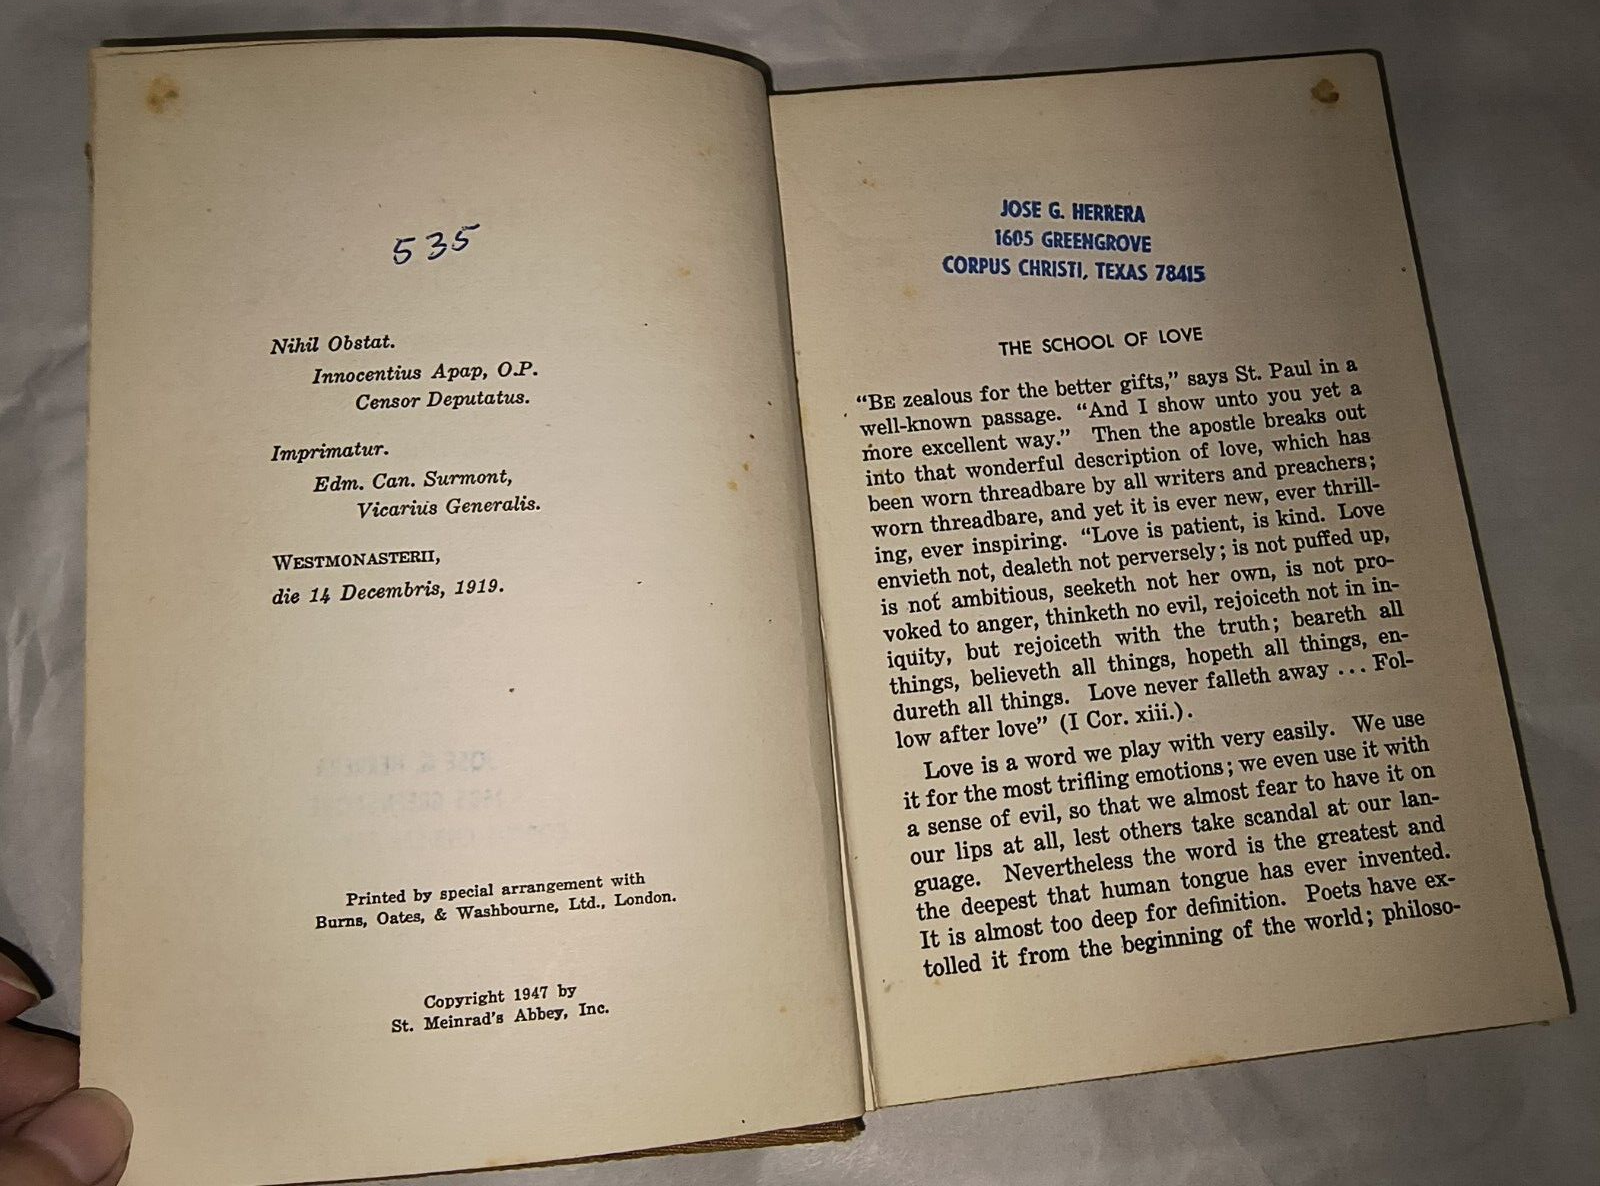 535
Nihil Obstat.
Innocentius Apap, O.P.
Censor Deputatus.
Imprimatur.
Edm. Can. Surmont,
Vicarius Generalis.
WESTMONASTERII,
die 14 Decembris, 1919.
Printed by special arrangement with
Burns, Oates, & Washbourne, Ltd., London.
Copyright 1947 by
St. Meinrad's Abbey, Inc.
JOSE G. HERRERA
1605 GREENGROVE
CORPUS CHRISTI, TEXAS 78415
THE SCHOOL OF LOVE
“BE zealous for the better gifts,” says St. Paul in a
well-known passage. “And I show unto you yet a
more excellent way.” Then the apostle breaks out
into that wonderful description of love, which has
been worn threadbare by all writers and preachers;
worn threadbare, and yet it is ever new, ever thrill-
ing, ever inspiring. “Love is patient, is kind. Love
envieth not, dealeth not perversely; is not puffed up,
is not ambitious, seeketh not her own, is not pro-
voked to anger, thinketh no evil, rejoiceth not in in-
iquity, but rejoiceth with the truth; beareth all
things, believeth all things, hopeth all things, en-
dureth all things. Love never falleth away ... Fol-
low after love” (I Cor. xiii.).
Love is a word we play with very easily. We use
it for the most trifling emotions; we even use it with
a sense of evil, so that we almost fear to have it on
our lips at all, lest others take scandal at our lan-
guage. Nevertheless the word is the greatest and
the deepest that human tongue has ever invented.
It is almost too deep for definition. Poets have ex-
tolled it from the beginning of the world; philoso-